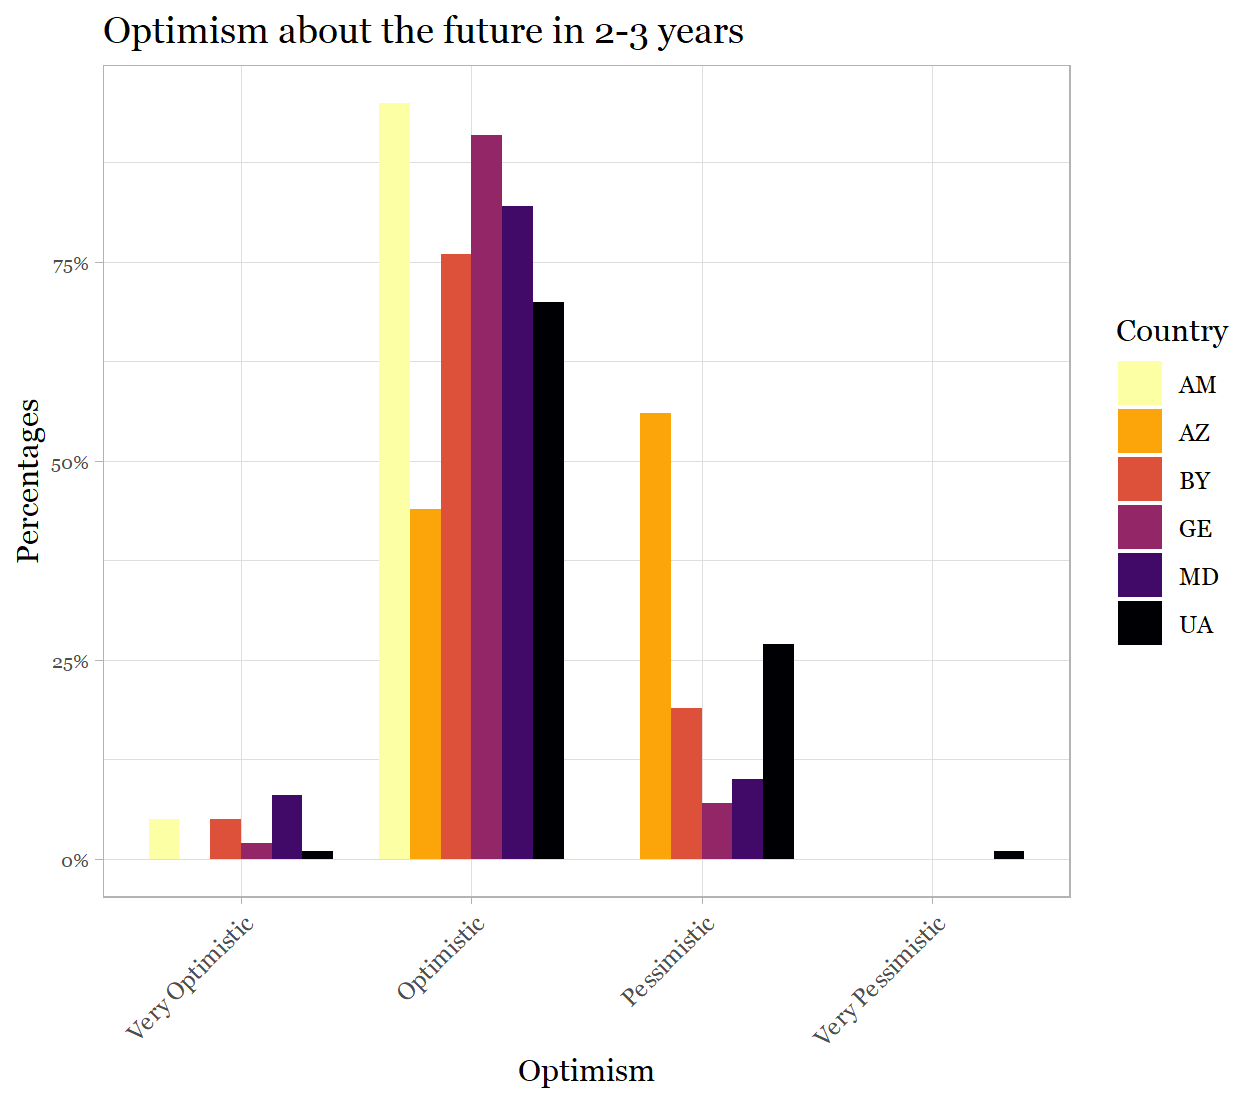 Optimism about the future in 2-3 years
Percentages
75%
50%
25%
0%
Very Optimistic
Optimistic
Pessimistic
Very Pessimistic
Optimism
Country
AM
AZ
BY
GE
MD
UA